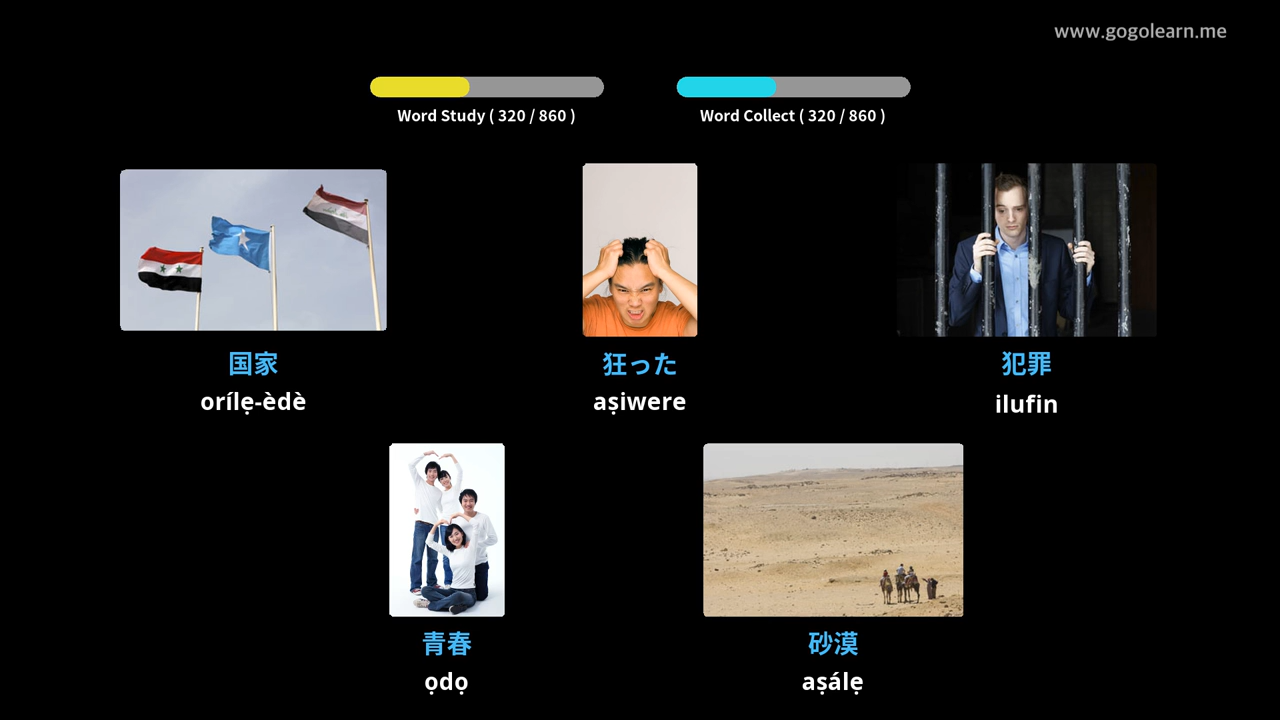 www.gogolearn.me
Word Study ( 320 / 860 )
Word Collect ( 320 / 860 )
国家
orílẹ-èdè
狂った
aṣiwere
犯罪
ilufin
青春
ọdọ
砂漠
aṣálẹ